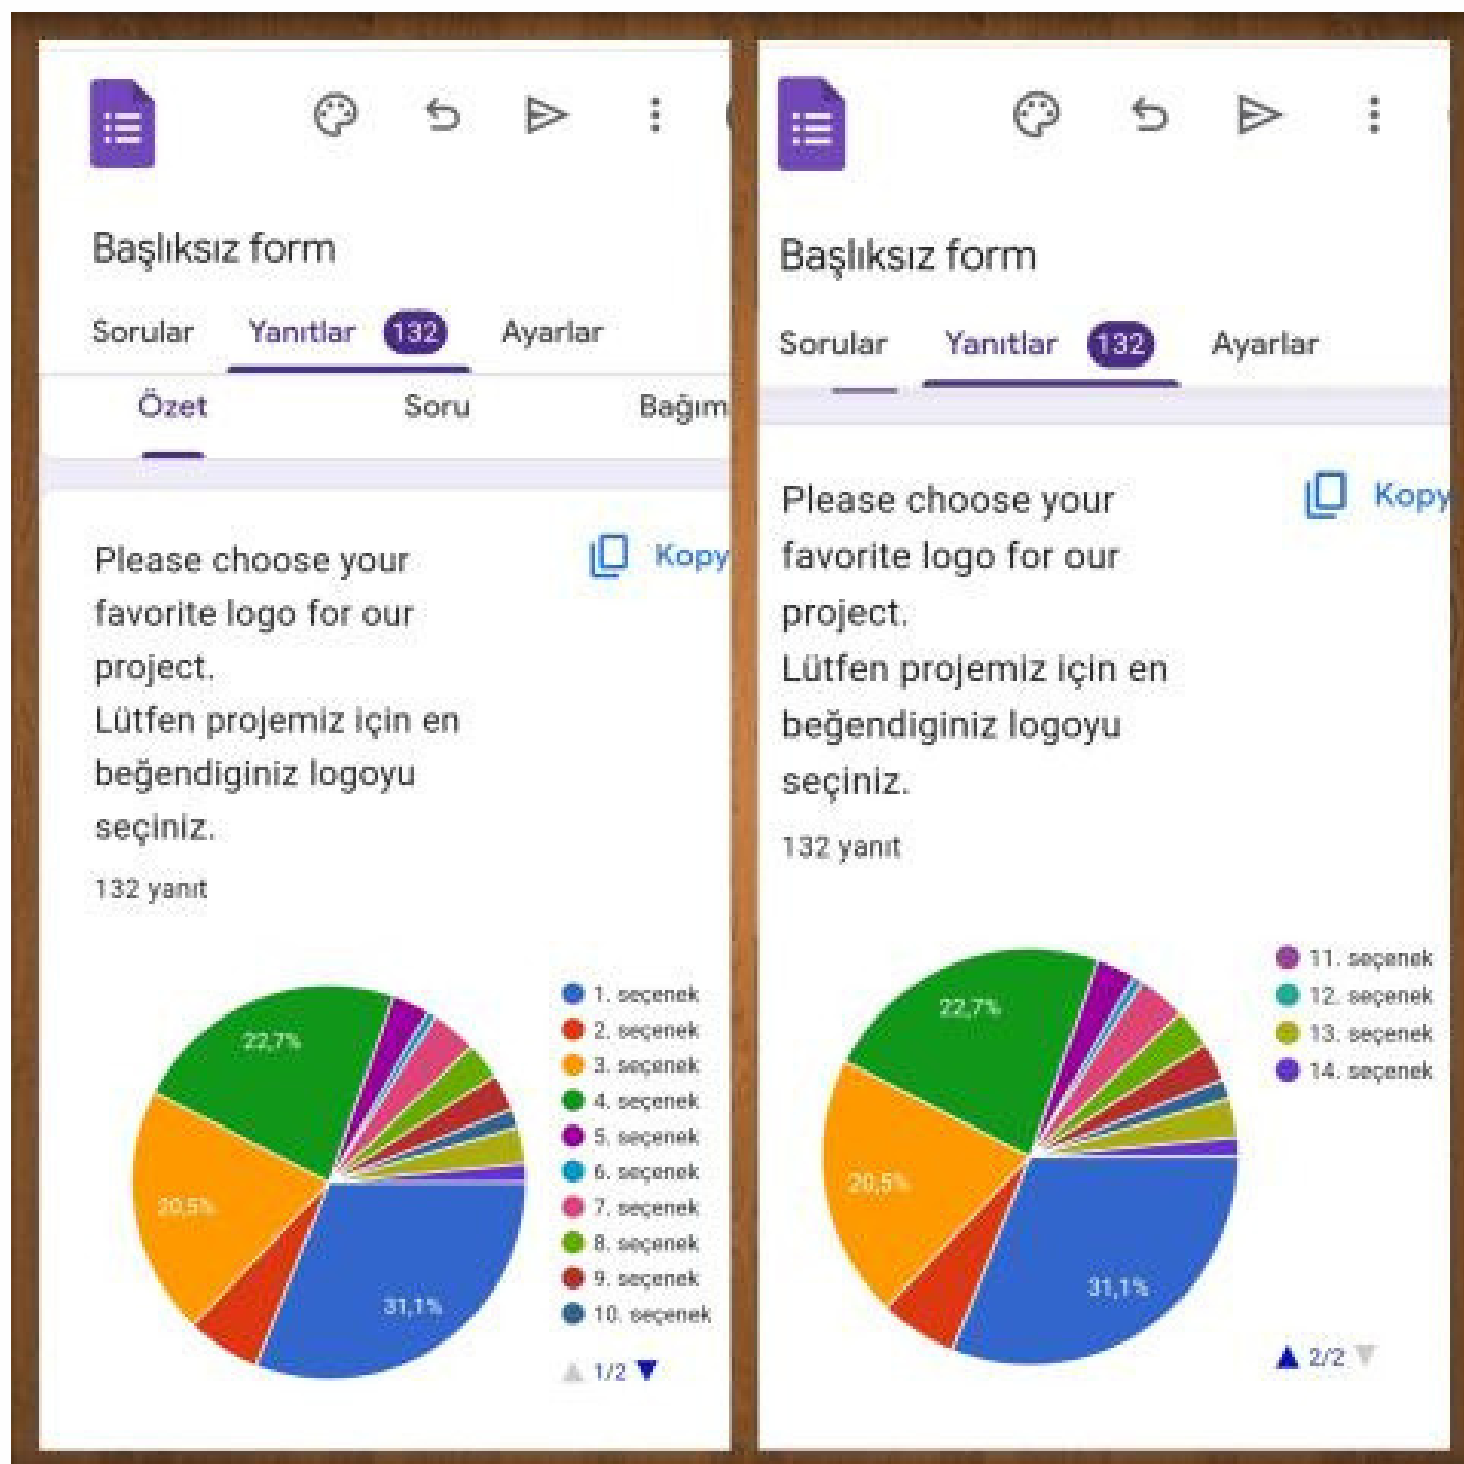 Başlıksız form
Sorular Yanıtlar 132 Ayarlar
Özet Soru Bağım
Please choose your
favorite logo for our
project.
Lütfen projemiz için en
beğendiginiz logoyu
seçiniz.
Kopy
132 yanıt
22,7%
20,5%
31,1%
1. seçenek
2. seçenek
3. seçenek
4. seçenek
5. seçenek
6. seçenek
7. seçenek
8. seçenek
9. seçenek
10. seçenek
1/2
Başlıksız form
Sorular Yanıtlar 132 Ayarlar
Please choose your
favorite logo for our
project.
Lütfen projemiz için en
beğendiginiz logoyu
seçiniz.
Kopy
132 yanıt
22,7%
20,5%
31,1%
11. seçenek
12. seçenek
13. seçenek
14. seçenek
2/2